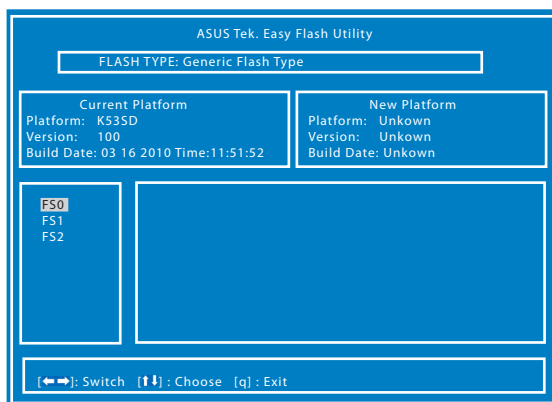 ASUS Tek. Easy Flash Utility
FLASH TYPE: Generic Flash Type
Current Platform
Platform: K53SD
Version: 100
Build Date: 03 16 2010 Time:11:51:52
New Platform
Platform: Unkown
Version: Unkown
Build Date: Unkown
FS0
FS1
FS2
[←→]: Switch [↑↓] : Choose [q] : Exit